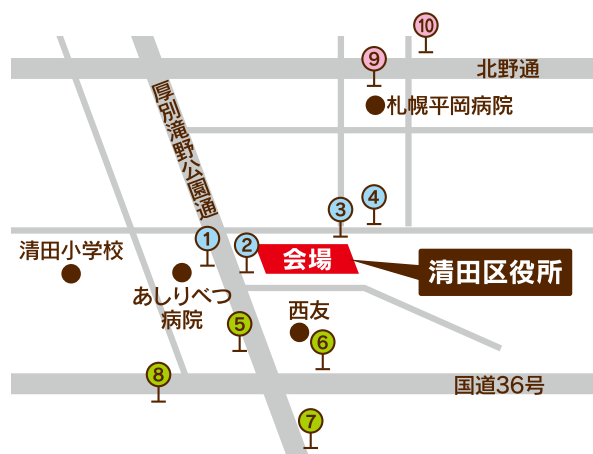 10
9
北野通
札幌平岡病院
厚別滝野公園通
4
3
1
2
会場
清田区役所
清田小学校
あしりべつ
病院
西友
5
6
8
国道36号
7